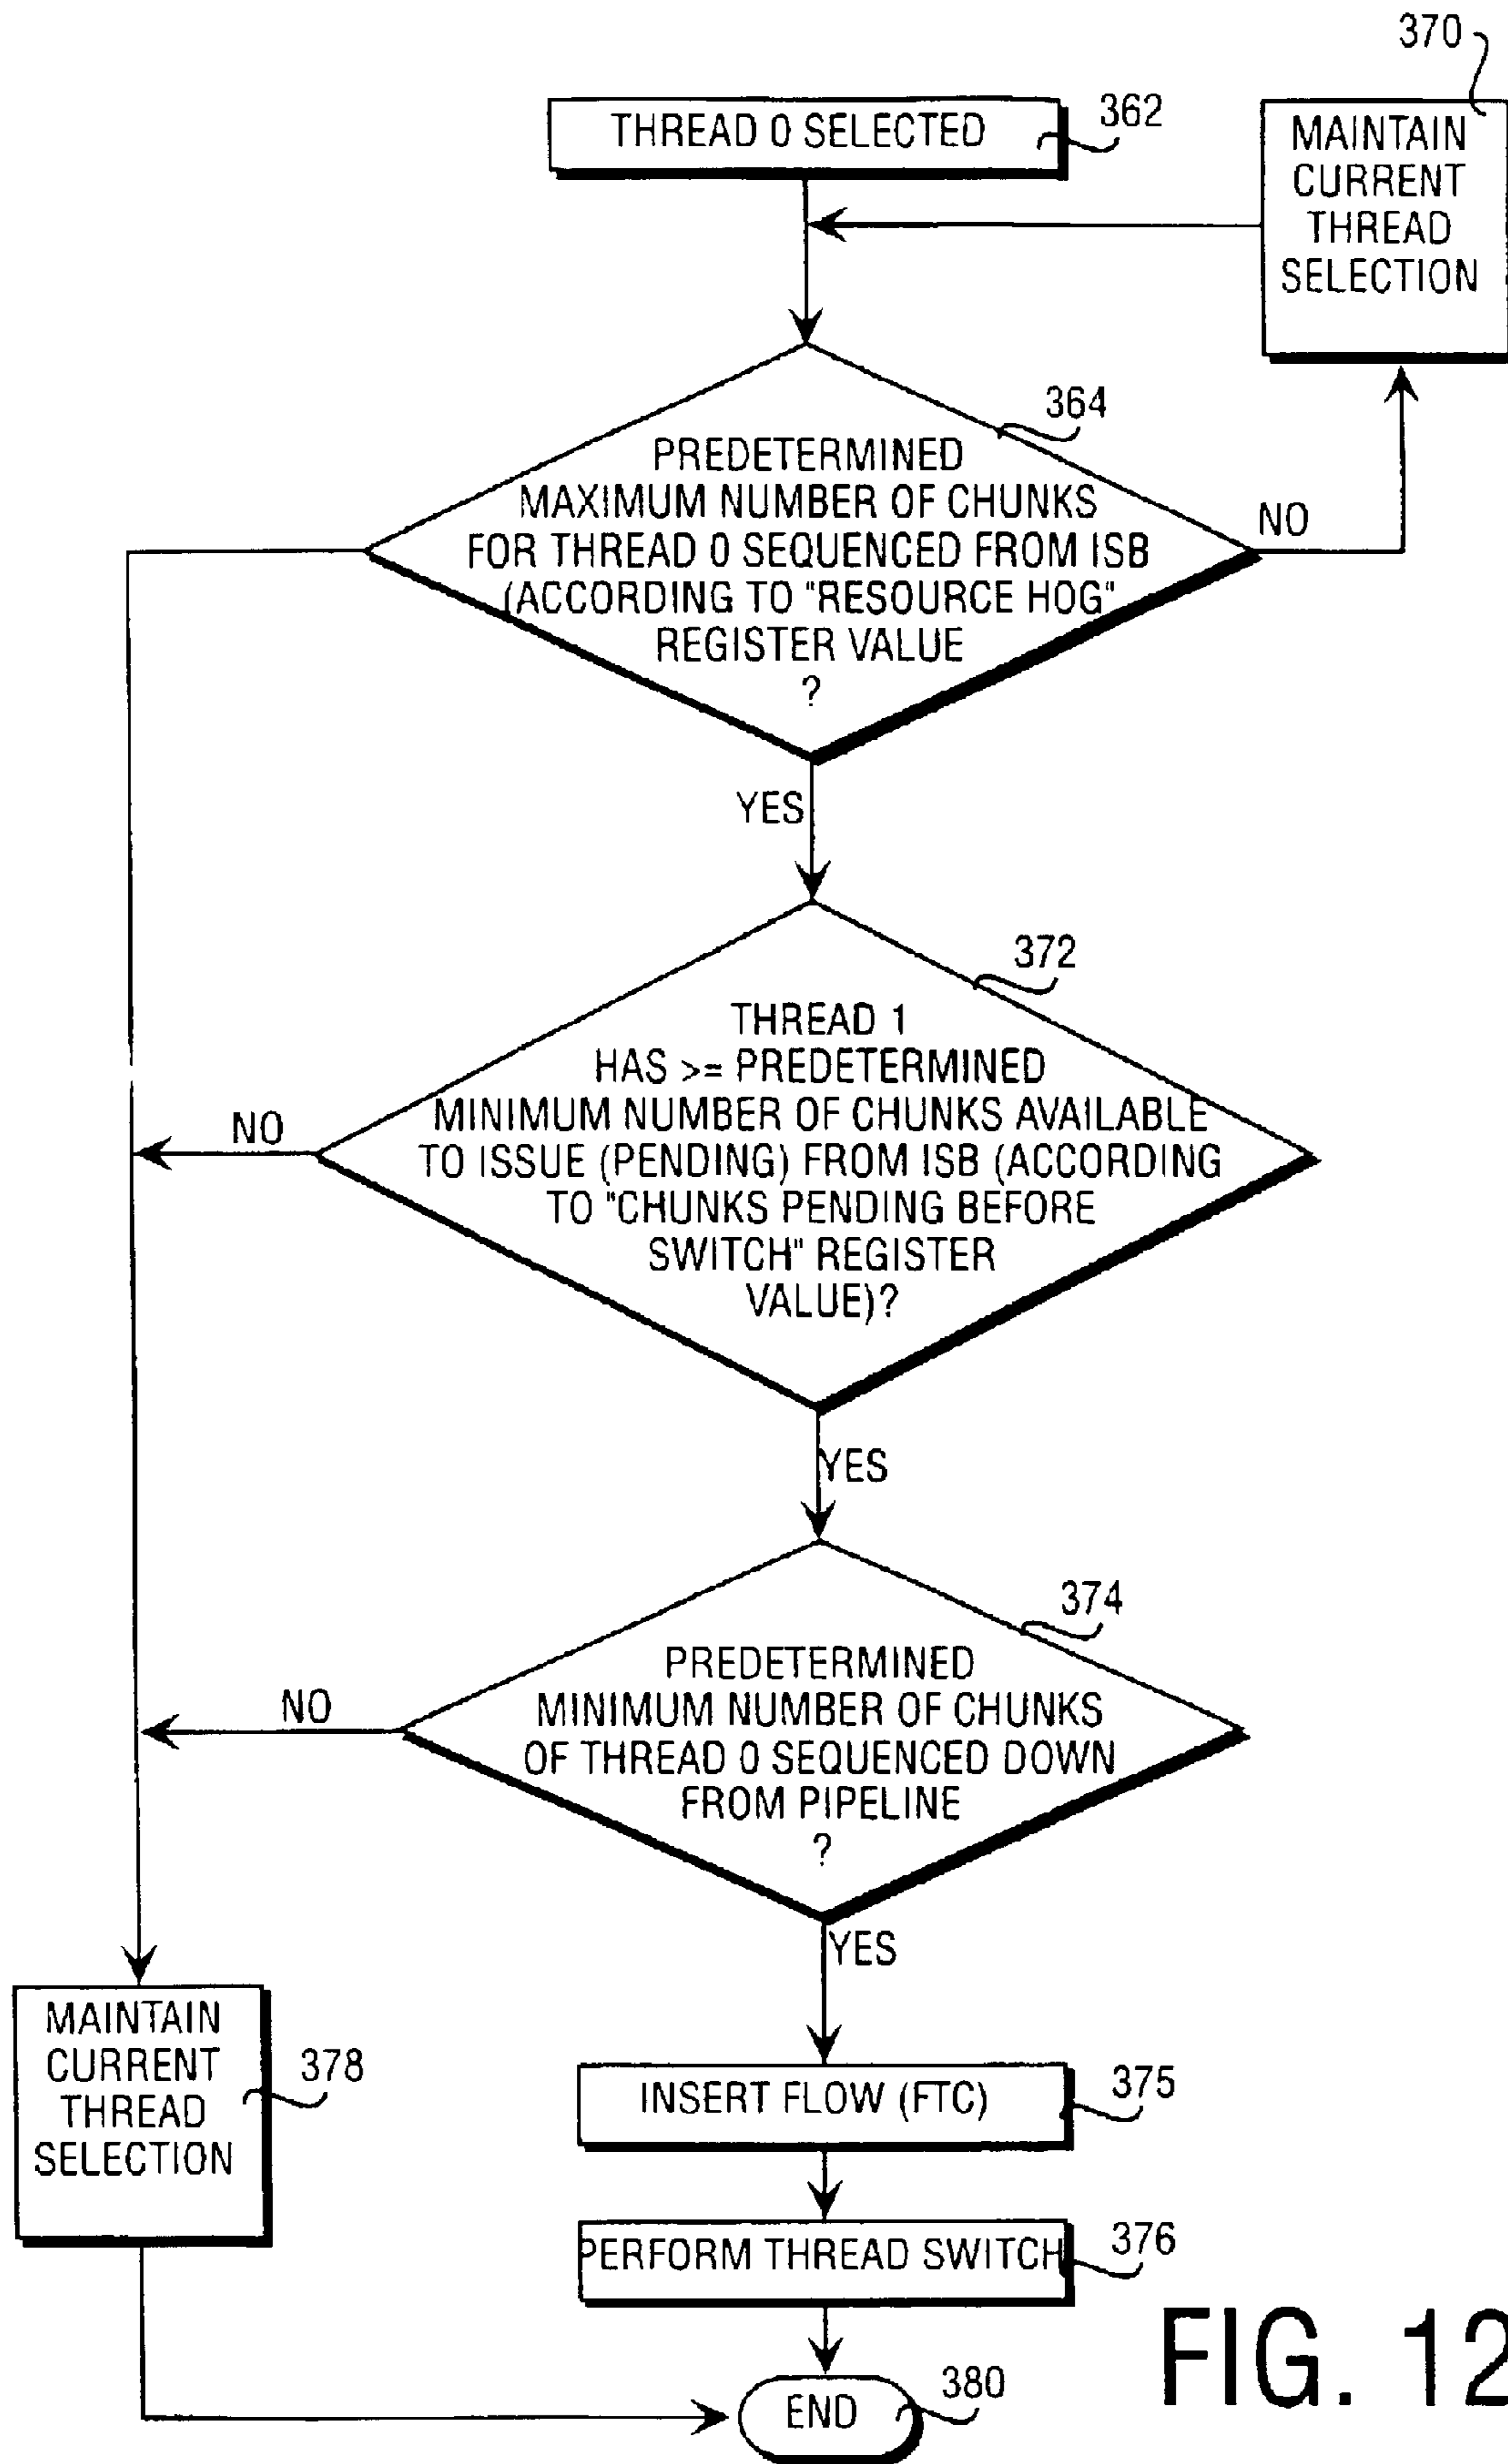 370
THREAD 0 SELECTED
362
MAINTAIN
CURRENT
THREAD
SELECTION
364
PREDETERMINED
MAXIMUM NUMBER OF CHUNKS
FOR THREAD 0 SEQUENCED FROM ISB
(ACCORDING TO "RESOURCE HOG"
REGISTER VALUE
?
NO
YES
372
THREAD 1
HAS >= PREDETERMINED
MINIMUM NUMBER OF CHUNKS AVAILABLE
TO ISSUE (PENDING) FROM ISB (ACCORDING
TO "CHUNKS PENDING BEFORE
SWITCH" REGISTER
VALUE)?
NO
YES
374
PREDETERMINED
MINIMUM NUMBER OF CHUNKS
OF THREAD 0 SEQUENCED DOWN
FROM PIPELINE
?
NO
YES
MAINTAIN
CURRENT
THREAD
SELECTION
378
INSERT FLOW (FTC)
375
PERFORM THREAD SWITCH
376
END
380
FIG. 12